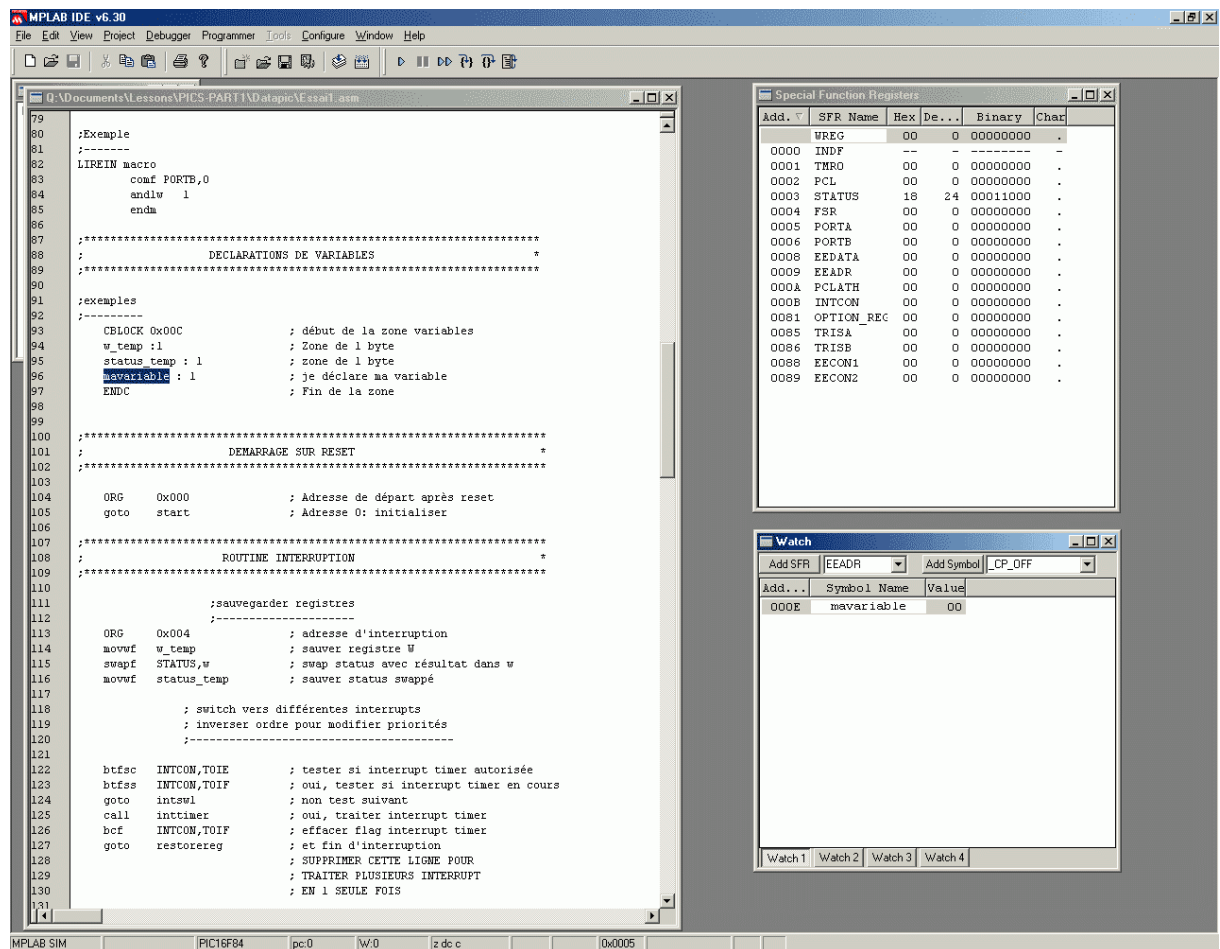 MPLAB IDE v6.30
File Edit View Project Debugger Programmer Tools Configure Window Help
Q:\Documents\Lessons\PICS-PART1\Datapic\Essai1.asm
79
80 ;Exemple
81 ;-------
82 LIREIN macro
83 comf PORTB,0
84 andlw 1
85 endm
86
87 ;*********************************************************************
88 ; DECLARATIONS DE VARIABLES *
89 ;*********************************************************************
90
91 ;exemples
92 ;---------
93 CBLOCK 0x00C ; début de la zone variables
94 w_temp :1 ; Zone de 1 byte
95 status_temp : 1 ; zone de 1 byte
96 mavariable : 1 ; je déclare ma variable
97 ENDC ; Fin de la zone
98
99
100 ;**********************************************************************
101 ; DEMARRAGE SUR RESET *
102 ;**********************************************************************
103
104 ORG 0x000 ; Adresse de départ après reset
105 goto start ; Adresse 0: initialiser
106
107 ;**********************************************************************
108 ; ROUTINE INTERRUPTION *
109 ;**********************************************************************
110
111 ;sauvegarder registres
112 ;---------------------
113 ORG 0x004 ; adresse d'interruption
114 movwf w_temp ; sauver registre W
115 swapf STATUS,w ; swap status avec résultat dans w
116 movwf status_temp ; sauver status swappé
117
118 ; switch vers différentes interrupts
119 ; inverser ordre pour modifier priorités
120 ;----------------------------------------
121
122 btfsc INTCON,T0IE ; tester si interrupt timer autorisée
123 btfss INTCON,T0IF ; oui, tester si interrupt timer en cours
124 goto intsw1 ; non test suivant
125 call inttimer ; oui, traiter interrupt timer
126 bcf INTCON,T0IF ; effacer flag interrupt timer
127 goto restorereg ; et fin d'interruption
128 ; SUPPRIMER CETTE LIGNE POUR
129 ; TRAITER PLUSIEURS INTERRUPT
130 ; EN 1 SEULE FOIS
131
Special Function Registers
Add. SFR Name Hex De... Binary Char
WREG 00 0 00000000 .
0000 INDF -- - -------- -
0001 TMR0 00 0 00000000 .
0002 PCL 00 0 00000000 .
0003 STATUS 18 24 00011000 .
0004 FSR 00 0 00000000 .
0005 PORTA 00 0 00000000 .
0006 PORTB 00 0 00000000 .
0008 EEDATA 00 0 00000000 .
0009 EEADR 00 0 00000000 .
000A PCLATH 00 0 00000000 .
000B INTCON 00 0 00000000 .
0081 OPTION_REG 00 0 00000000 .
0085 TRISA 00 0 00000000 .
0086 TRISB 00 0 00000000 .
0088 EECON1 00 0 00000000 .
0089 EECON2 00 0 00000000 .
Watch
Add SFR EEADR Add Symbol _CP_OFF
Add... Symbol Name Value
000E mavariable 00
Watch 1 Watch 2 Watch 3 Watch 4
MPLAB SIM PIC16F84 pc:0 W:0 z dc c 0x0005